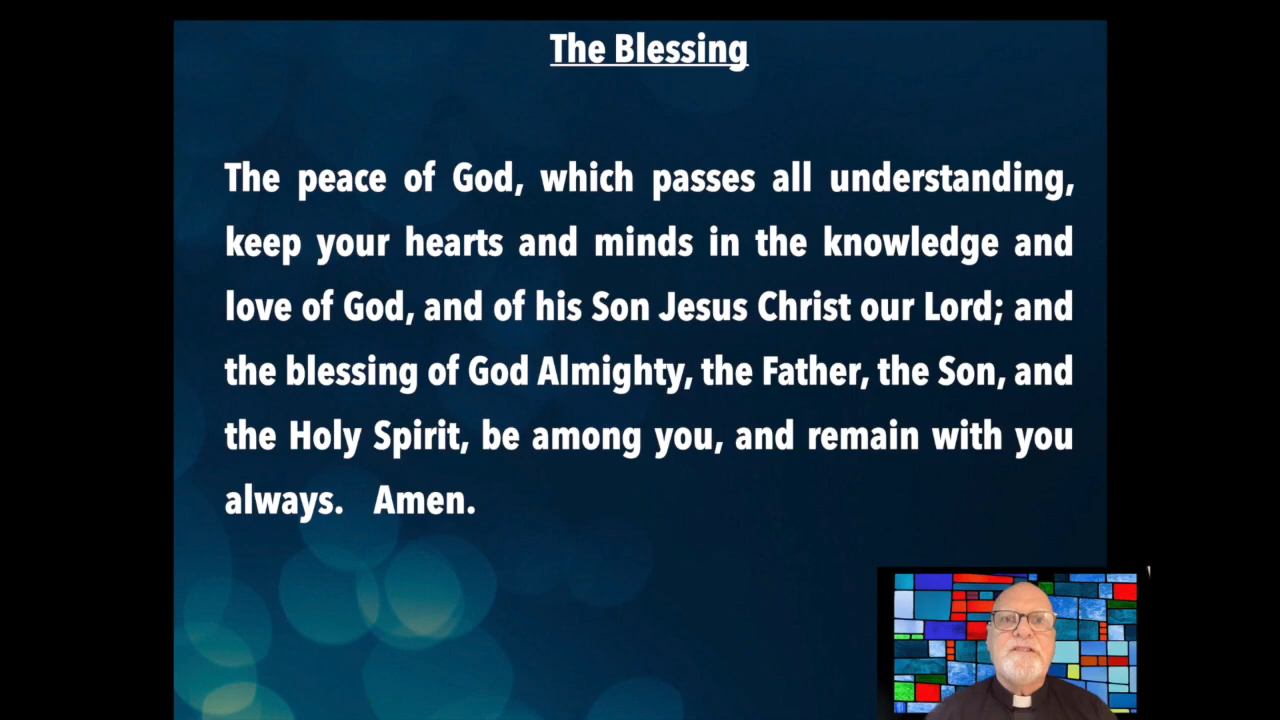 The Blessing
The peace of God, which passes all understanding,
keep your hearts and minds in the knowledge and
love of God, and of his Son Jesus Christ our Lord; and
the blessing of God Almighty, the Father, the Son, and
the Holy Spirit, be among you, and remain with you
always. Amen.